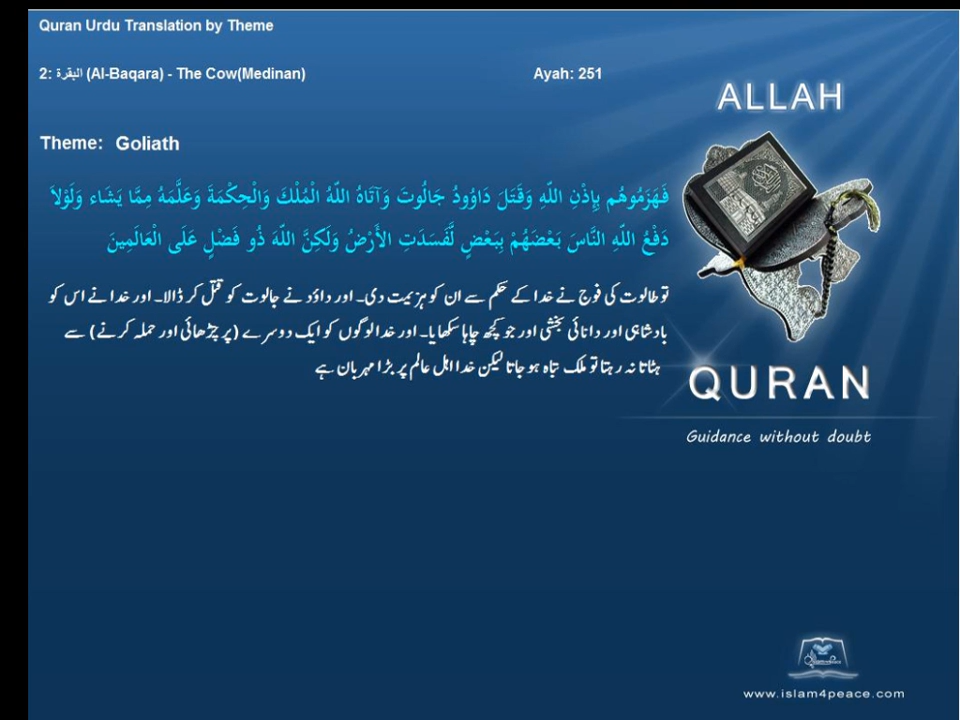 Quran Urdu Translation by Theme
2: البقرة (Al-Baqara) - The Cow(Medinan)
Ayah: 251
Theme: Goliath
فَهَزَمُوهُم بِإِذْنِ اللّهِ وَقَتَلَ دَاوُودُ جَالُوتَ وَآتَاهُ اللّهُ الْمُلْكَ وَالْحِكْمَةَ وَعَلَّمَهُ مِمَّا يَشَاء وَلَوْلاَ
دَفْعُ اللّهِ النَّاسَ بَعْضَهُمْ بِبَعْضٍ لَّفَسَدَتِ الأَرْضُ وَلَكِنَّ اللّهَ ذُو فَضْلٍ عَلَى الْعَالَمِينَ
تو طالوت کی فوج نے خدا کے حکم سے ان کو ہزیمت دی۔ اور داؤد نے جالوت کو قتل کر ڈالا۔ اور خدا نے اس کو
بادشاہی اور دانائی بخشی اور جو کچھ چاہا سکھایا۔ اور خدا لوگوں کو ایک دوسرے (پر چڑھائی اور حملہ کرنے) سے
ہٹاتا نہ رہتا تو ملک تباہ ہو جاتا لیکن خدا اہل عالم پر بڑا مہربان ہے
ALLAH
QURAN
Guidance without doubt
www.islam4peace.com